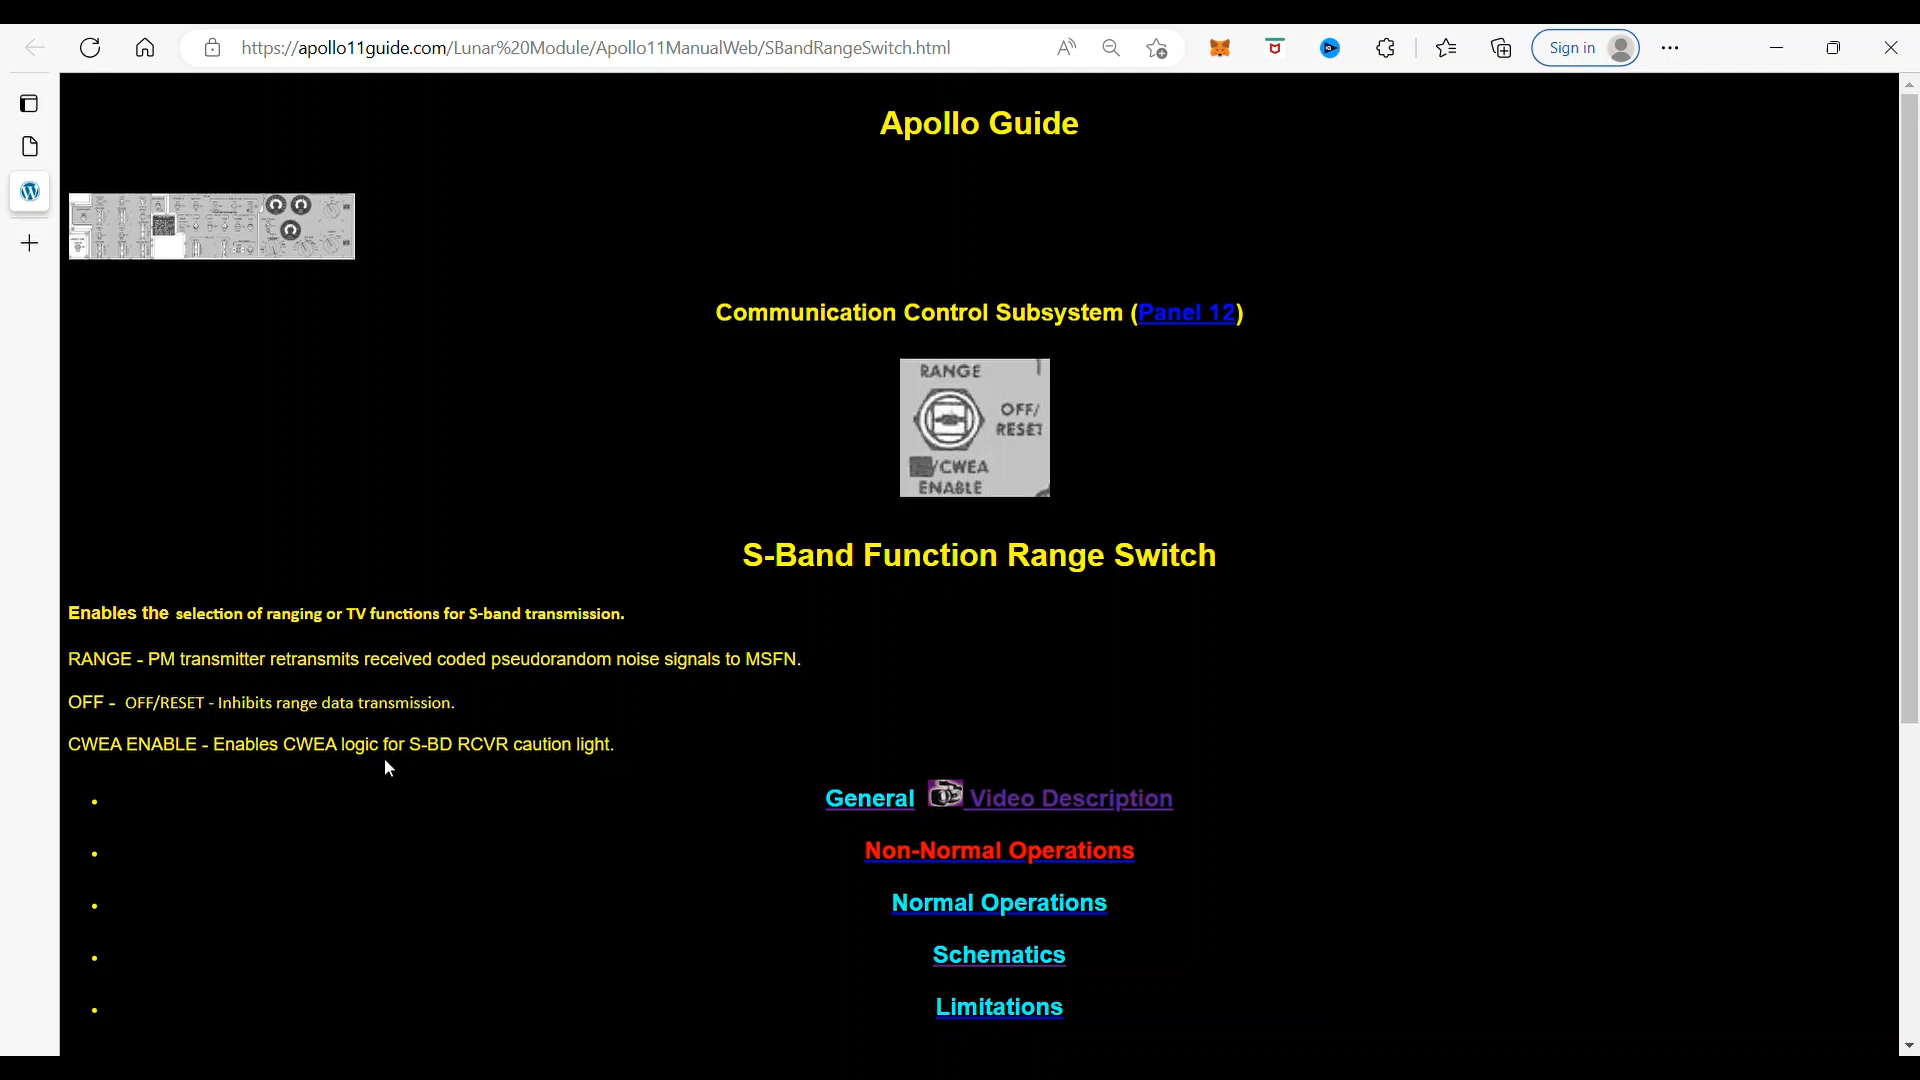 https://apollo11guide.com/Lunar%20Module/Apollo11ManualWeb/SBandRangeSwitch.html
Sign in
Apollo Guide
Communication Control Subsystem (Panel 12)
RANGE
OFF/
RESET
/CWEA
ENABLE
S-Band Function Range Switch
Enables the selection of ranging or TV functions for S-band transmission.
RANGE - PM transmitter retransmits received coded pseudorandom noise signals to MSFN.
OFF - OFF/RESET - Inhibits range data transmission.
CWEA ENABLE - Enables CWEA logic for S-BD RCVR caution light.
General Video Description
Non-Normal Operations
Normal Operations
Schematics
Limitations